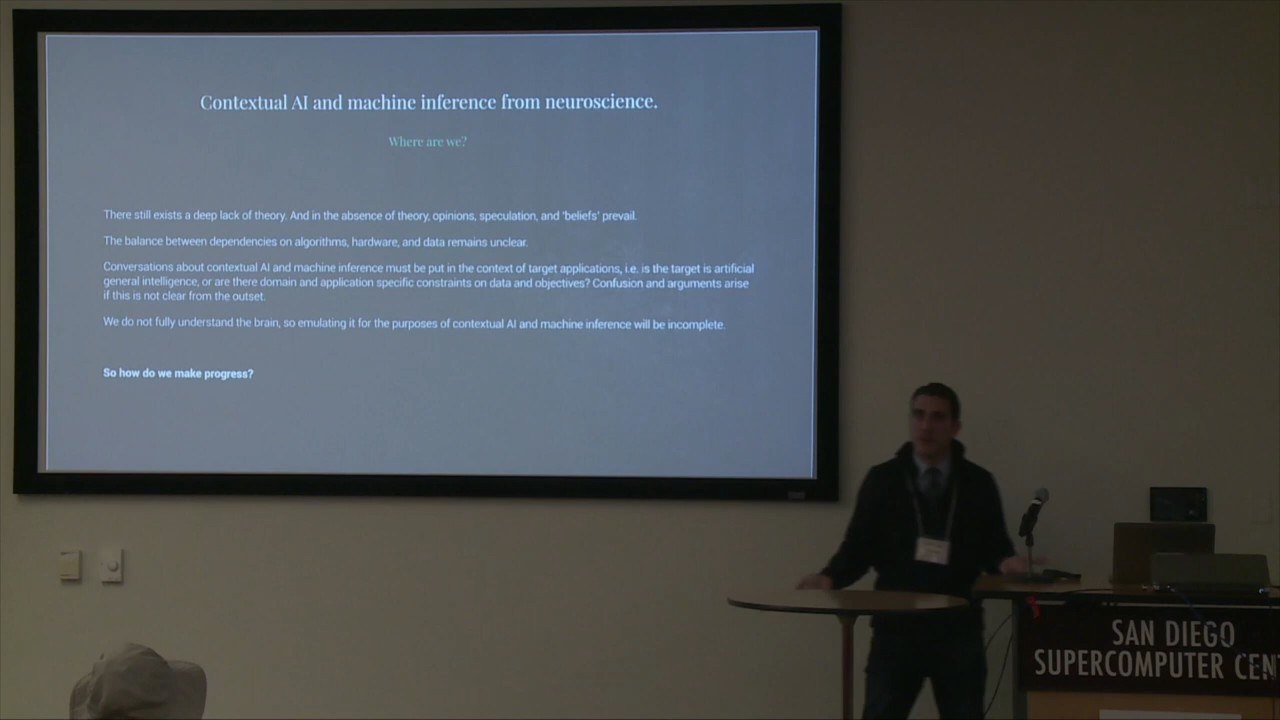 Contextual AI and machine inference from neuroscience.
Where are we?
There still exists a deep lack of theory. And in the absence of theory, opinions, speculation, and 'beliefs' prevail.
The balance between dependencies on algorithms, hardware, and data remains unclear.
Conversations about contextual AI and machine inference must be put in the context of target applications, i.e. is the target is artificial
general intelligence, or are there domain and application specific constraints on data and objectives? Confusion and arguments arise
if this is not clear from the outset.
We do not fully understand the brain, so emulating it for the purposes of contextual AI and machine inference will be incomplete.
So how do we make progress?
SAN DIEGO
SUPERCOMPUTER CEN